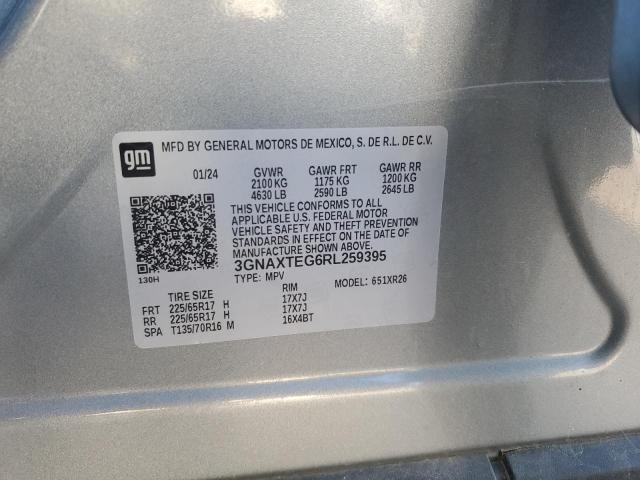 gm
MFD BY GENERAL MOTORS DE MEXICO, S. DE R.L. DE C.V.
01/24 GVWR GAWR FRT GAWR RR
2100 KG 1175 KG 1200 KG
4630 LB 2590 LB 2645 LB
THIS VEHICLE CONFORMS TO ALL
APPLICABLE U.S. FEDERAL MOTOR
VEHICLE SAFETY AND THEFT PREVENTION
STANDARDS IN EFFECT ON THE DATE OF
MANUFACTURE SHOWN ABOVE.
3GNAXTEG6RL259395
130H
TYPE: MPV MODEL: 651XR26
TIRE SIZE RIM
FRT 225/65R17 H 17X7J
RR 225/65R17 H 17X7J
SPA T135/70R16 M 16X4BT